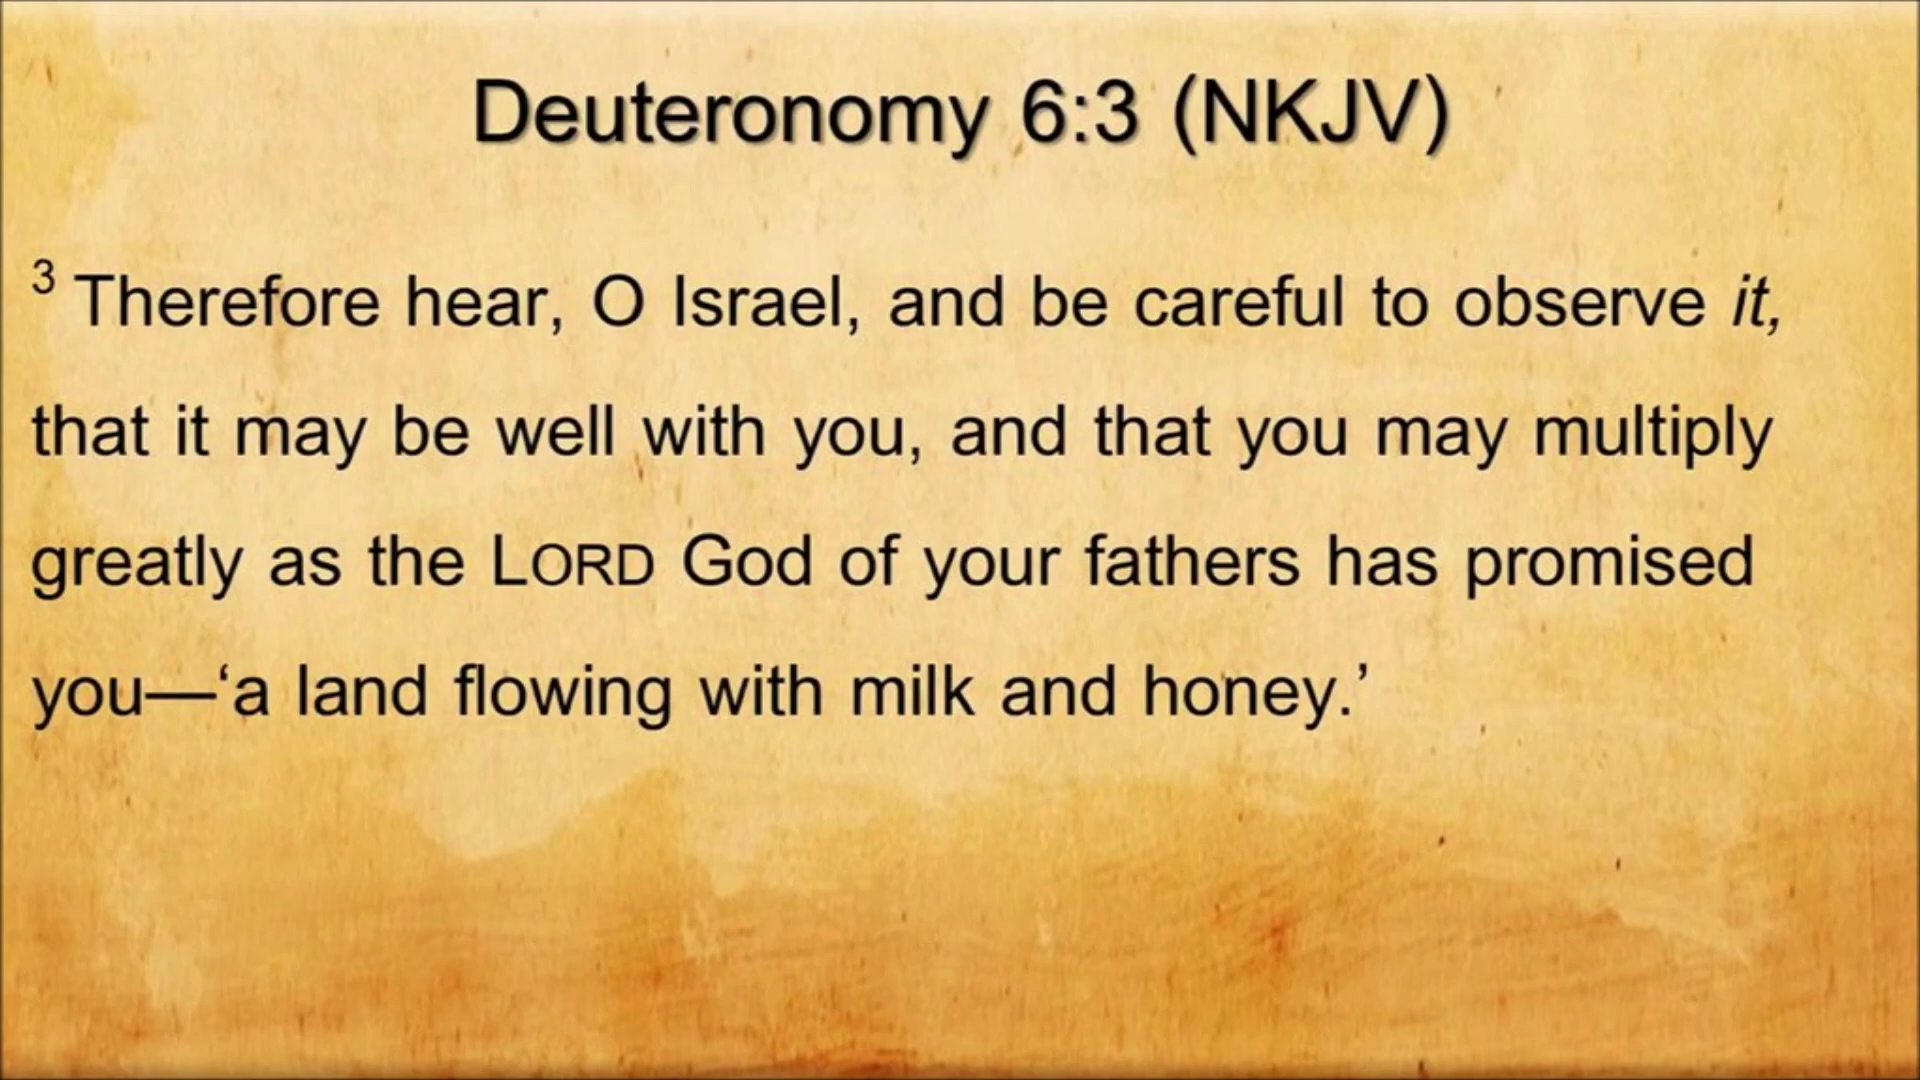 Deuteronomy 6:3 (NKJV)
3 Therefore hear, O Israel, and be careful to observe it,
that it may be well with you, and that you may multiply
greatly as the LORD God of your fathers has promised
you—‘a land flowing with milk and honey.’